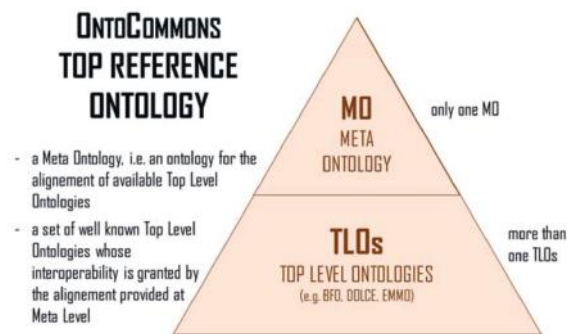 ONTOCOMMONS
TOP REFERENCE
ONTOLOGY
- a Meta Ontology, i.e. an ontology for the
alignement of available Top Level
Ontologies
- a set of well known Top Level
Ontologies whose
interoperability is granted by
the alignement provided at
Meta Level
MO
META
ONTOLOGY
only one MO
TLOs
TOP LEVEL ONTOLOGIES
(e.g. BFO, DOLCE, EMMO)
more than
one TLOs